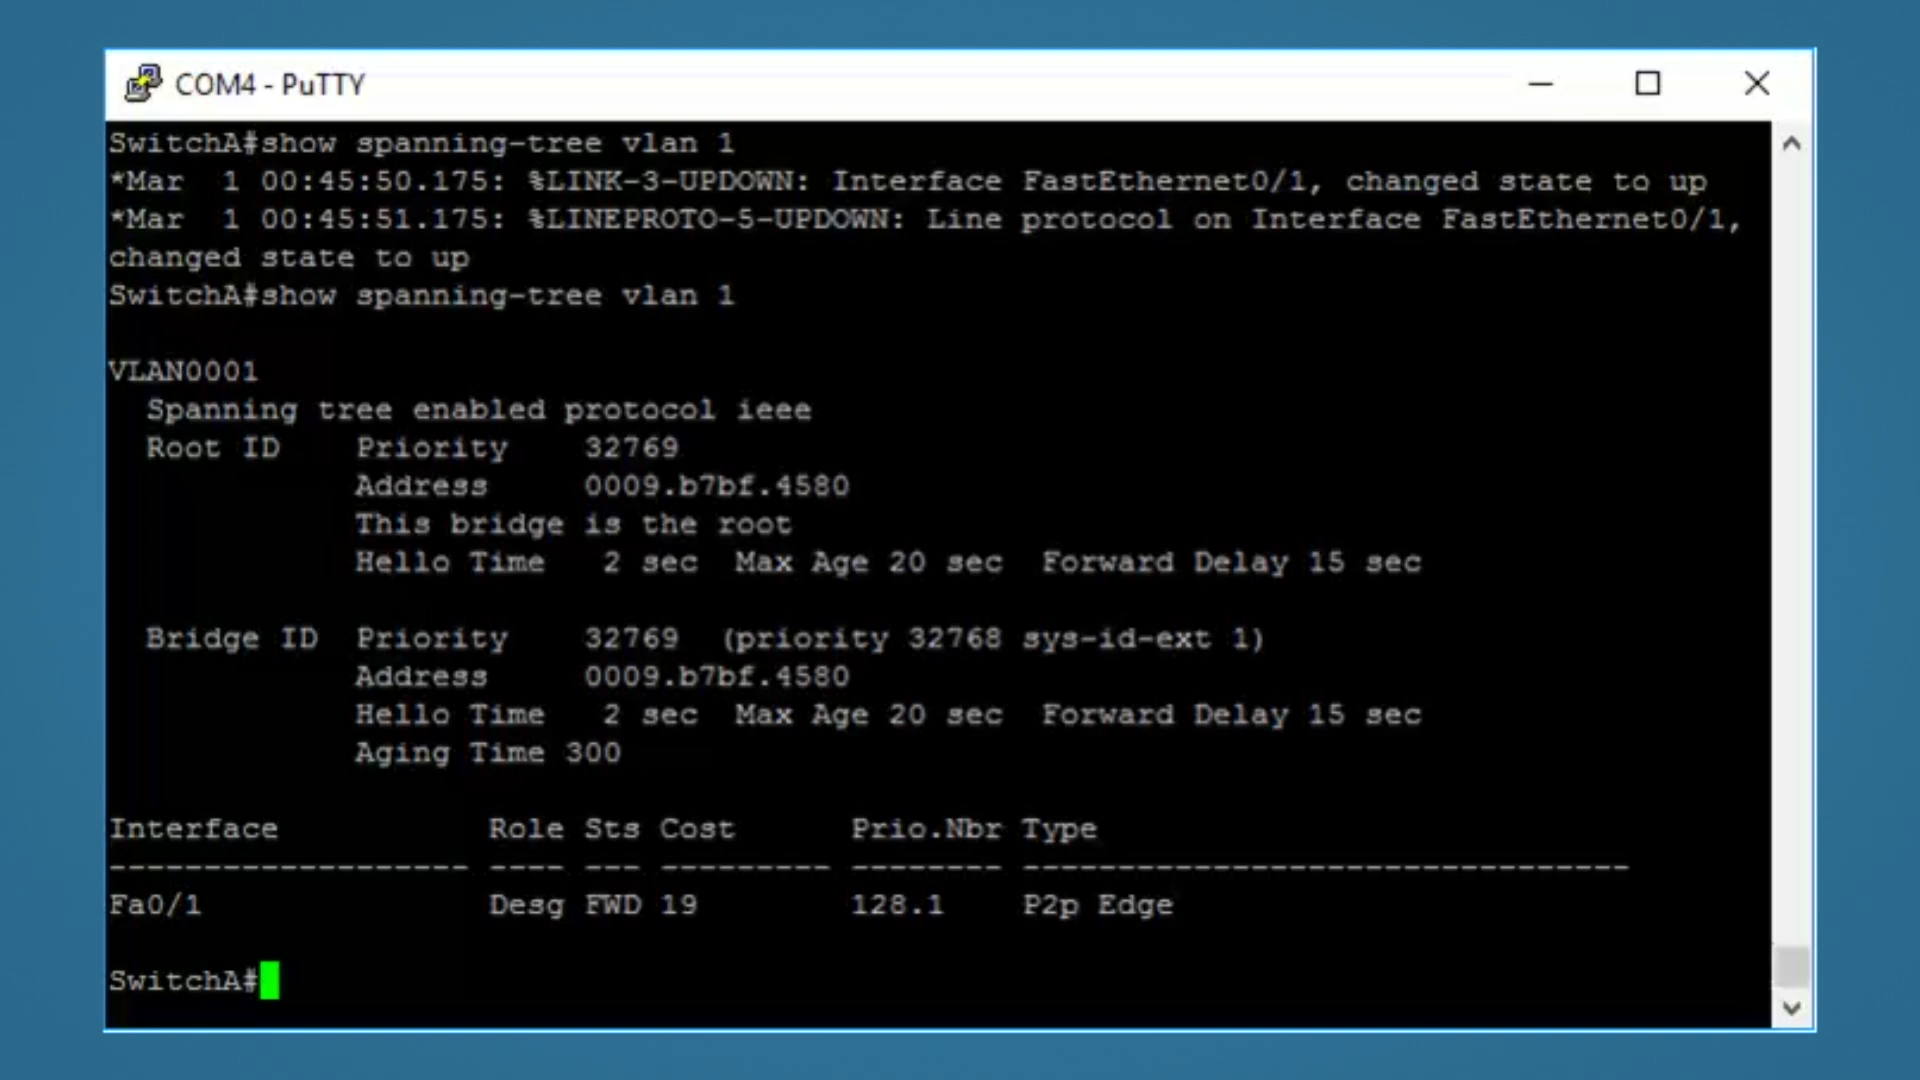 COM4 - PuTTY
SwitchA#show spanning-tree vlan 1
*Mar  1 00:45:50.175: %LINK-3-UPDOWN: Interface FastEthernet0/1, changed state to up
*Mar  1 00:45:51.175: %LINEPROTO-5-UPDOWN: Line protocol on Interface FastEthernet0/1,
changed state to up
SwitchA#show spanning-tree vlan 1
VLAN0001
  Spanning tree enabled protocol ieee
  Root ID    Priority    32769
             Address     0009.b7bf.4580
             This bridge is the root
             Hello Time   2 sec  Max Age 20 sec  Forward Delay 15 sec
  Bridge ID  Priority    32769  (priority 32768 sys-id-ext 1)
             Address     0009.b7bf.4580
             Hello Time   2 sec  Max Age 20 sec  Forward Delay 15 sec
             Aging Time 300
Interface           Role Sts Cost      Prio.Nbr Type
------------------- ---- --- --------- -------- --------------------------------
Fa0/1               Desg FWD 19        128.1    P2p Edge
SwitchA#